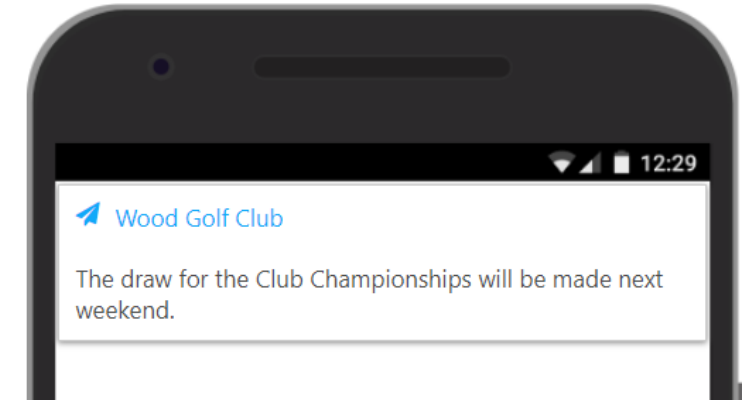 12:29
Wood Golf Club
The draw for the Club Championships will be made next
weekend.